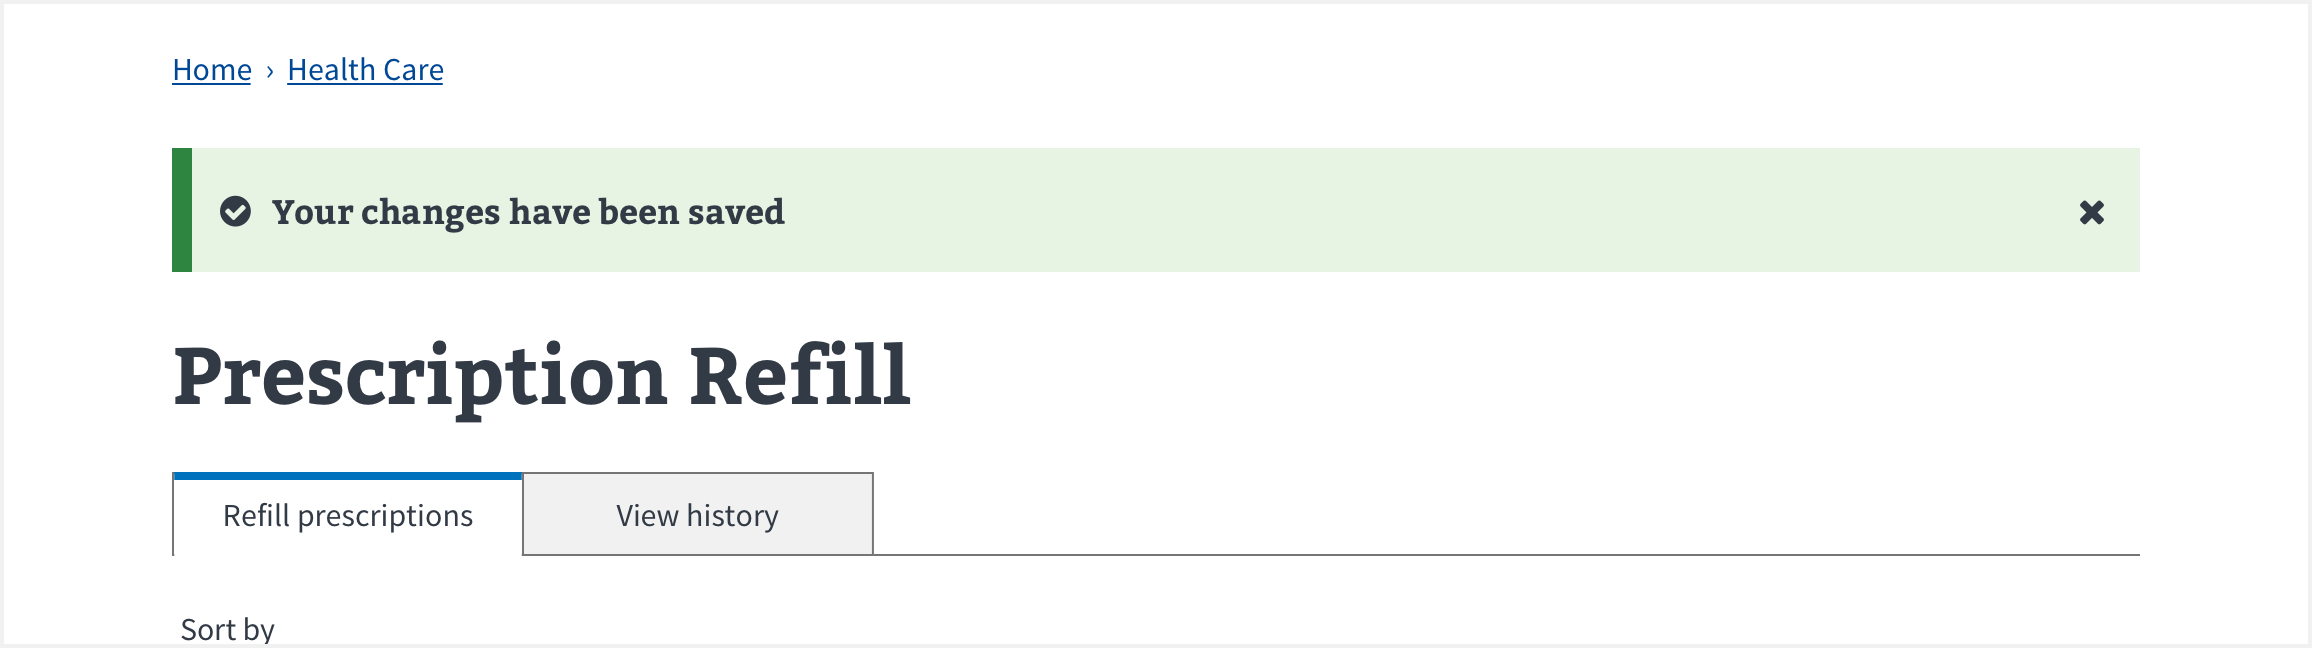 Home › Health Care
Your changes have been saved
Prescription Refill
Refill prescriptions
View history
Sort by